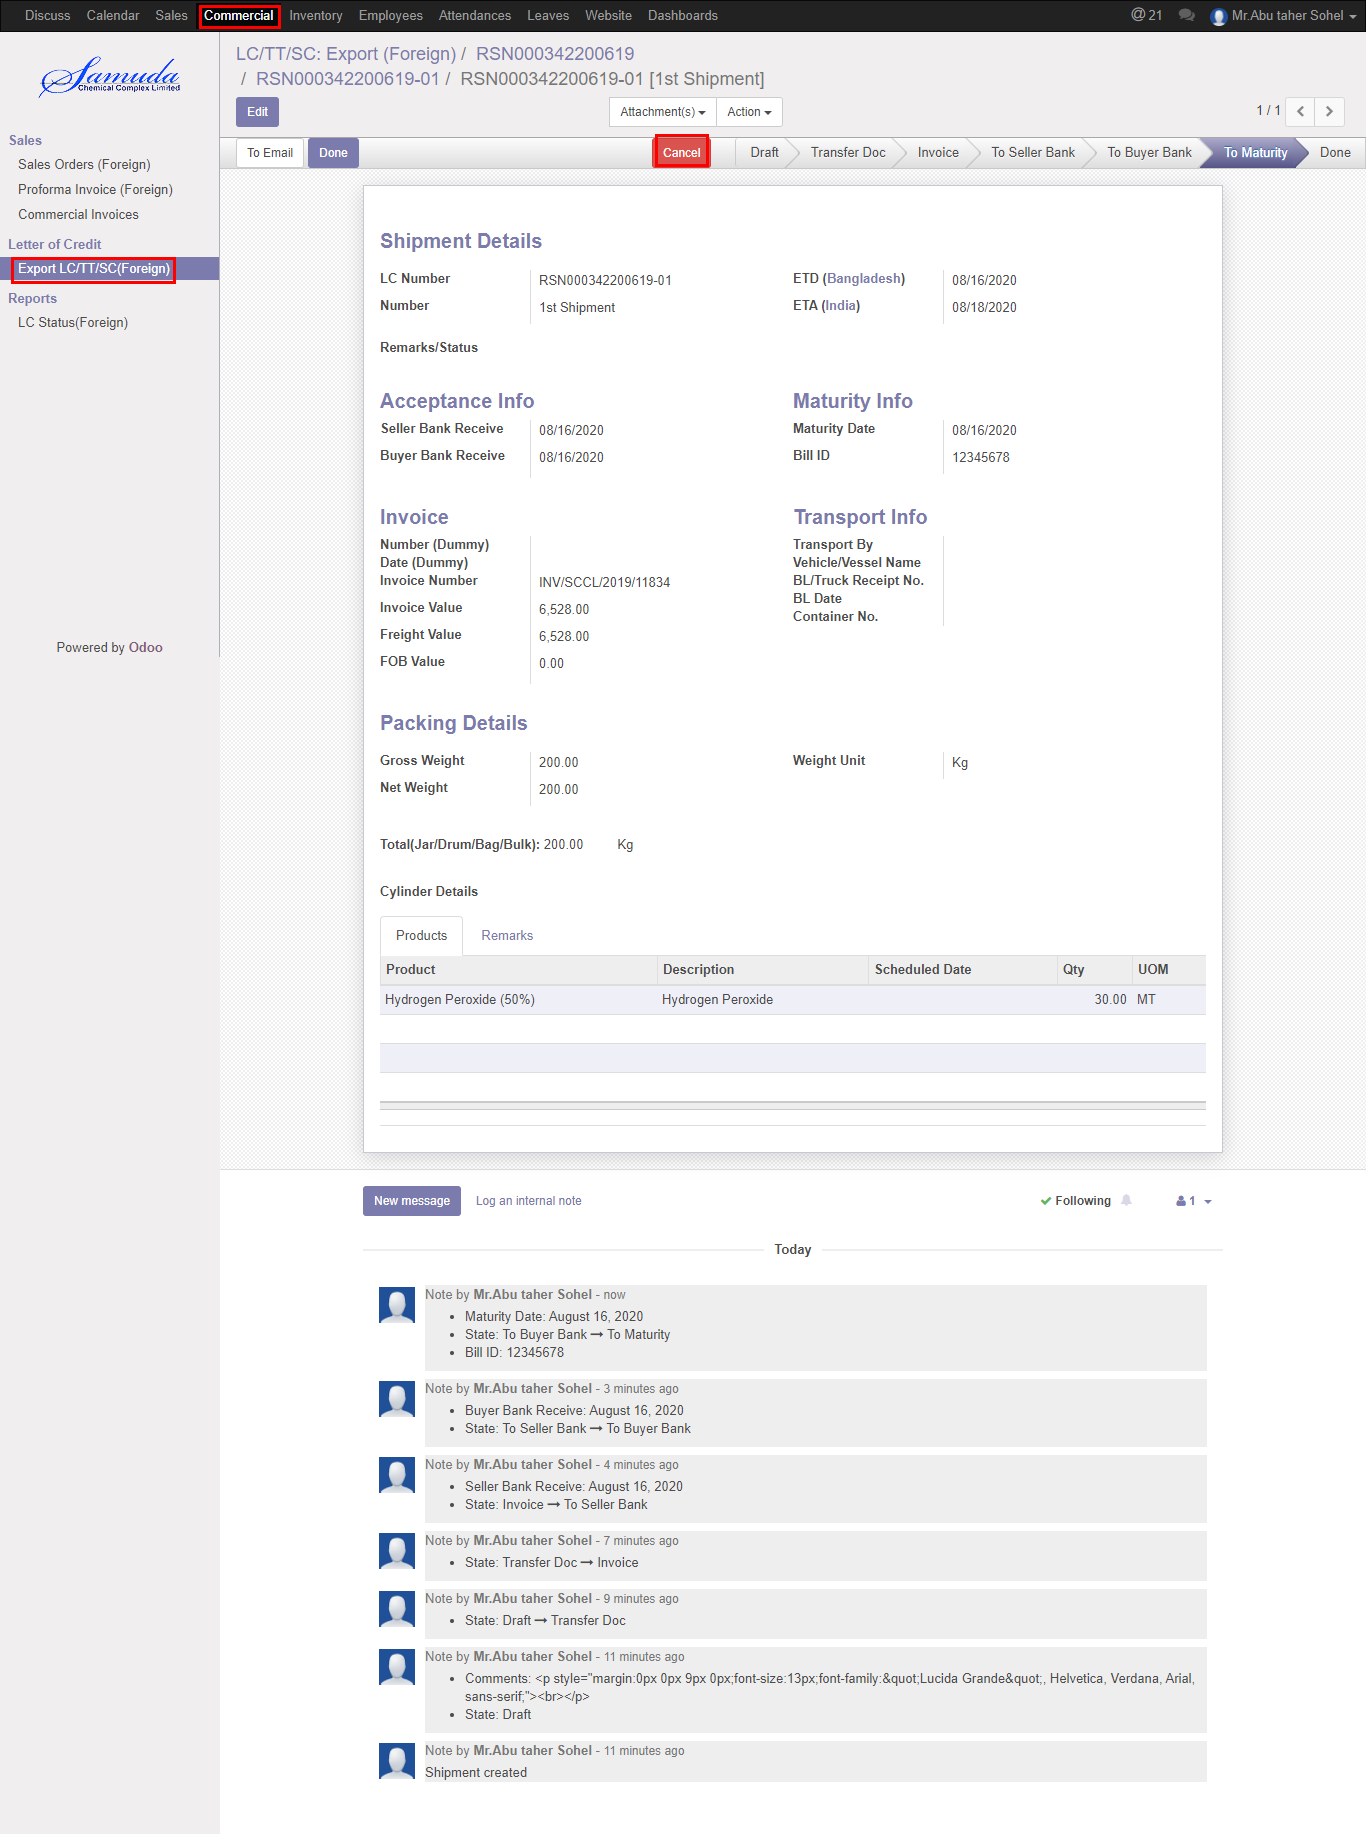 Discuss Calendar Sales Commercial Inventory Employees Attendances Leaves Website Dashboards @ 21 Mr.Abu taher Sohel
Samuda
Chemical Complex Limited
Sales
Sales Orders (Foreign)
Proforma Invoice (Foreign)
Commercial Invoices
Letter of Credit
Export LC/TT/SC(Foreign)
Reports
LC Status(Foreign)
Powered by Odoo
LC/TT/SC: Export (Foreign) / RSN000342200619
/ RSN000342200619-01 / RSN000342200619-01 [1st Shipment]
Edit Attachment(s) Action 1 / 1
To Email Done Cancel Draft Transfer Doc Invoice To Seller Bank To Buyer Bank To Maturity Done
Shipment Details
LC Number RSN000342200619-01 ETD (Bangladesh) 08/16/2020
Number 1st Shipment ETA (India) 08/18/2020
Remarks/Status
Acceptance Info Maturity Info
Seller Bank Receive 08/16/2020 Maturity Date 08/16/2020
Buyer Bank Receive 08/16/2020 Bill ID 12345678
Invoice Transport Info
Number (Dummy) Transport By
Date (Dummy) Vehicle/Vessel Name
Invoice Number INV/SCCL/2019/11834 BL/Truck Receipt No.
BL Date
Invoice Value 6,528.00 Container No.
Freight Value 6,528.00
FOB Value 0.00
Packing Details
Gross Weight 200.00 Weight Unit Kg
Net Weight 200.00
Total(Jar/Drum/Bag/Bulk): 200.00 Kg
Cylinder Details
Products Remarks
Product Description Scheduled Date Qty UOM
Hydrogen Peroxide (50%) Hydrogen Peroxide 30.00 MT
New message Log an internal note Following 1
Today
Note by Mr.Abu taher Sohel - now
• Maturity Date: August 16, 2020
• State: To Buyer Bank → To Maturity
• Bill ID: 12345678
Note by Mr.Abu taher Sohel - 3 minutes ago
• Buyer Bank Receive: August 16, 2020
• State: To Seller Bank → To Buyer Bank
Note by Mr.Abu taher Sohel - 4 minutes ago
• Seller Bank Receive: August 16, 2020
• State: Invoice → To Seller Bank
Note by Mr.Abu taher Sohel - 7 minutes ago
• State: Transfer Doc → Invoice
Note by Mr.Abu taher Sohel - 9 minutes ago
• State: Draft → Transfer Doc
Note by Mr.Abu taher Sohel - 11 minutes ago
• Comments: <p style="margin:0px 0px 9px 0px;font-size:13px;font-family:&quot;Lucida Grande&quot;, Helvetica, Verdana, Arial,
sans-serif;"><br></p>
• State: Draft
Note by Mr.Abu taher Sohel - 11 minutes ago
Shipment created